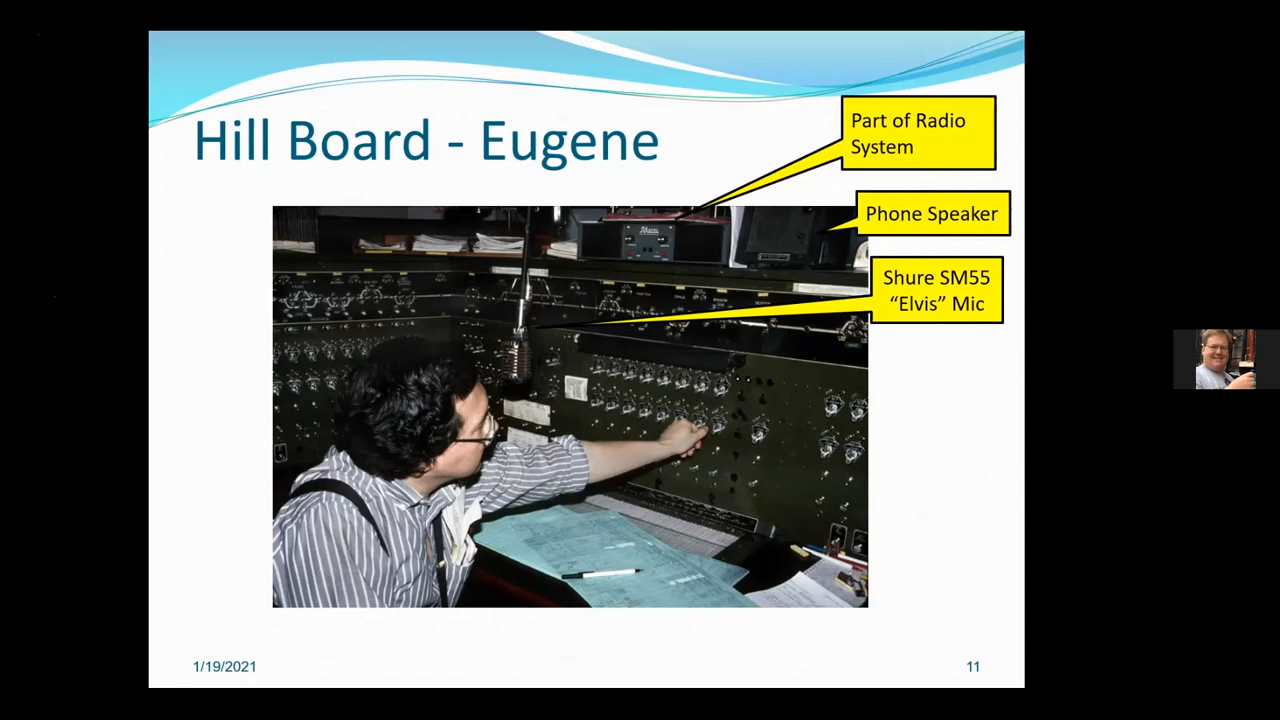 Hill Board - Eugene
Part of Radio
System
Phone Speaker
Shure SM55
“Elvis” Mic
1/19/2021
11